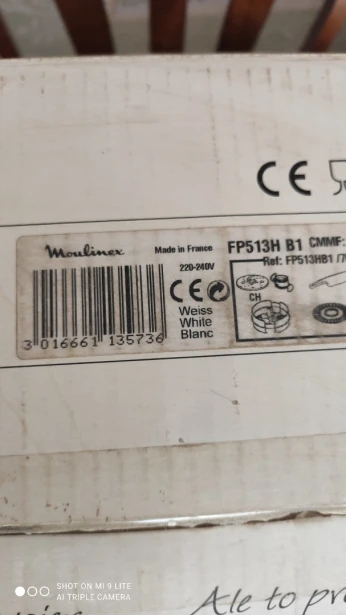 CE
Moulinex
Made in France
FP513H B1 CMMF:
Ref: FP513HB1
220-240V
CE
CH
Weiss
White
Blanc
3 016661 135736
SHOT ON MI 9 LITE
AI TRIPLE CAMERA
Ale to